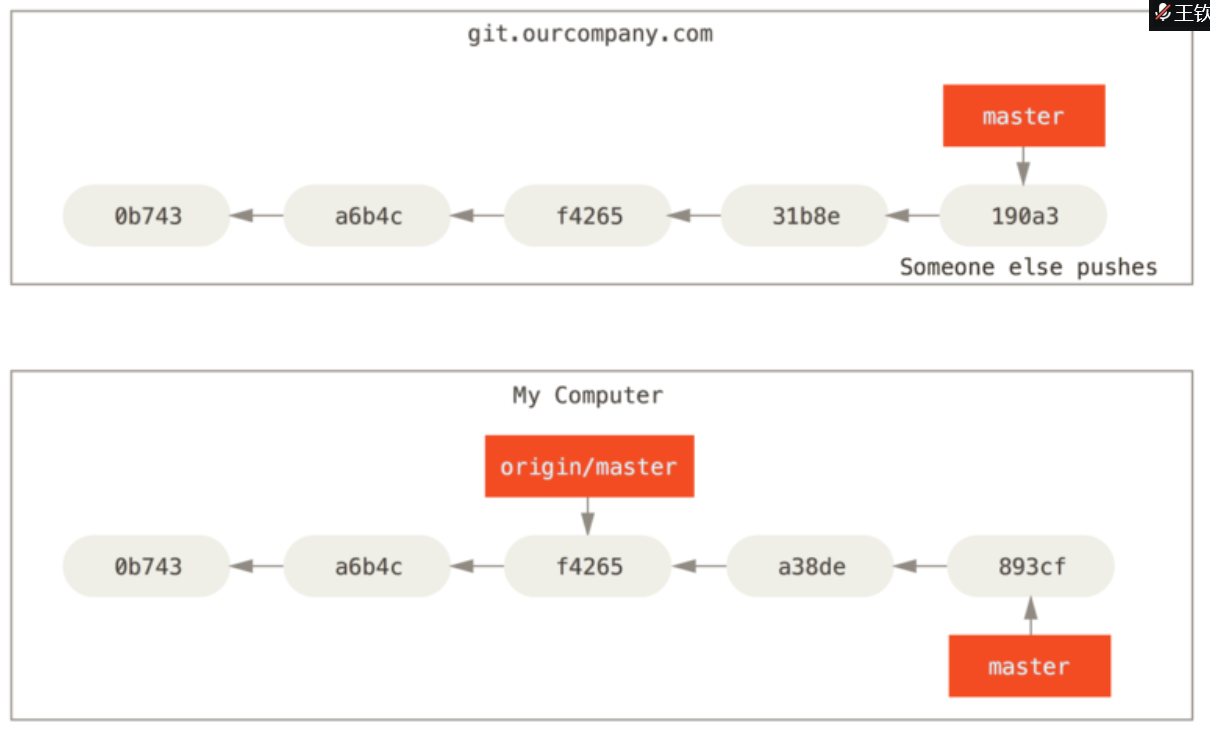 王钦
git.ourcompany.com
master
0b743 a6b4c f4265 31b8e 190a3
Someone else pushes
My Computer
origin/master
0b743 a6b4c f4265 a38de 893cf
master